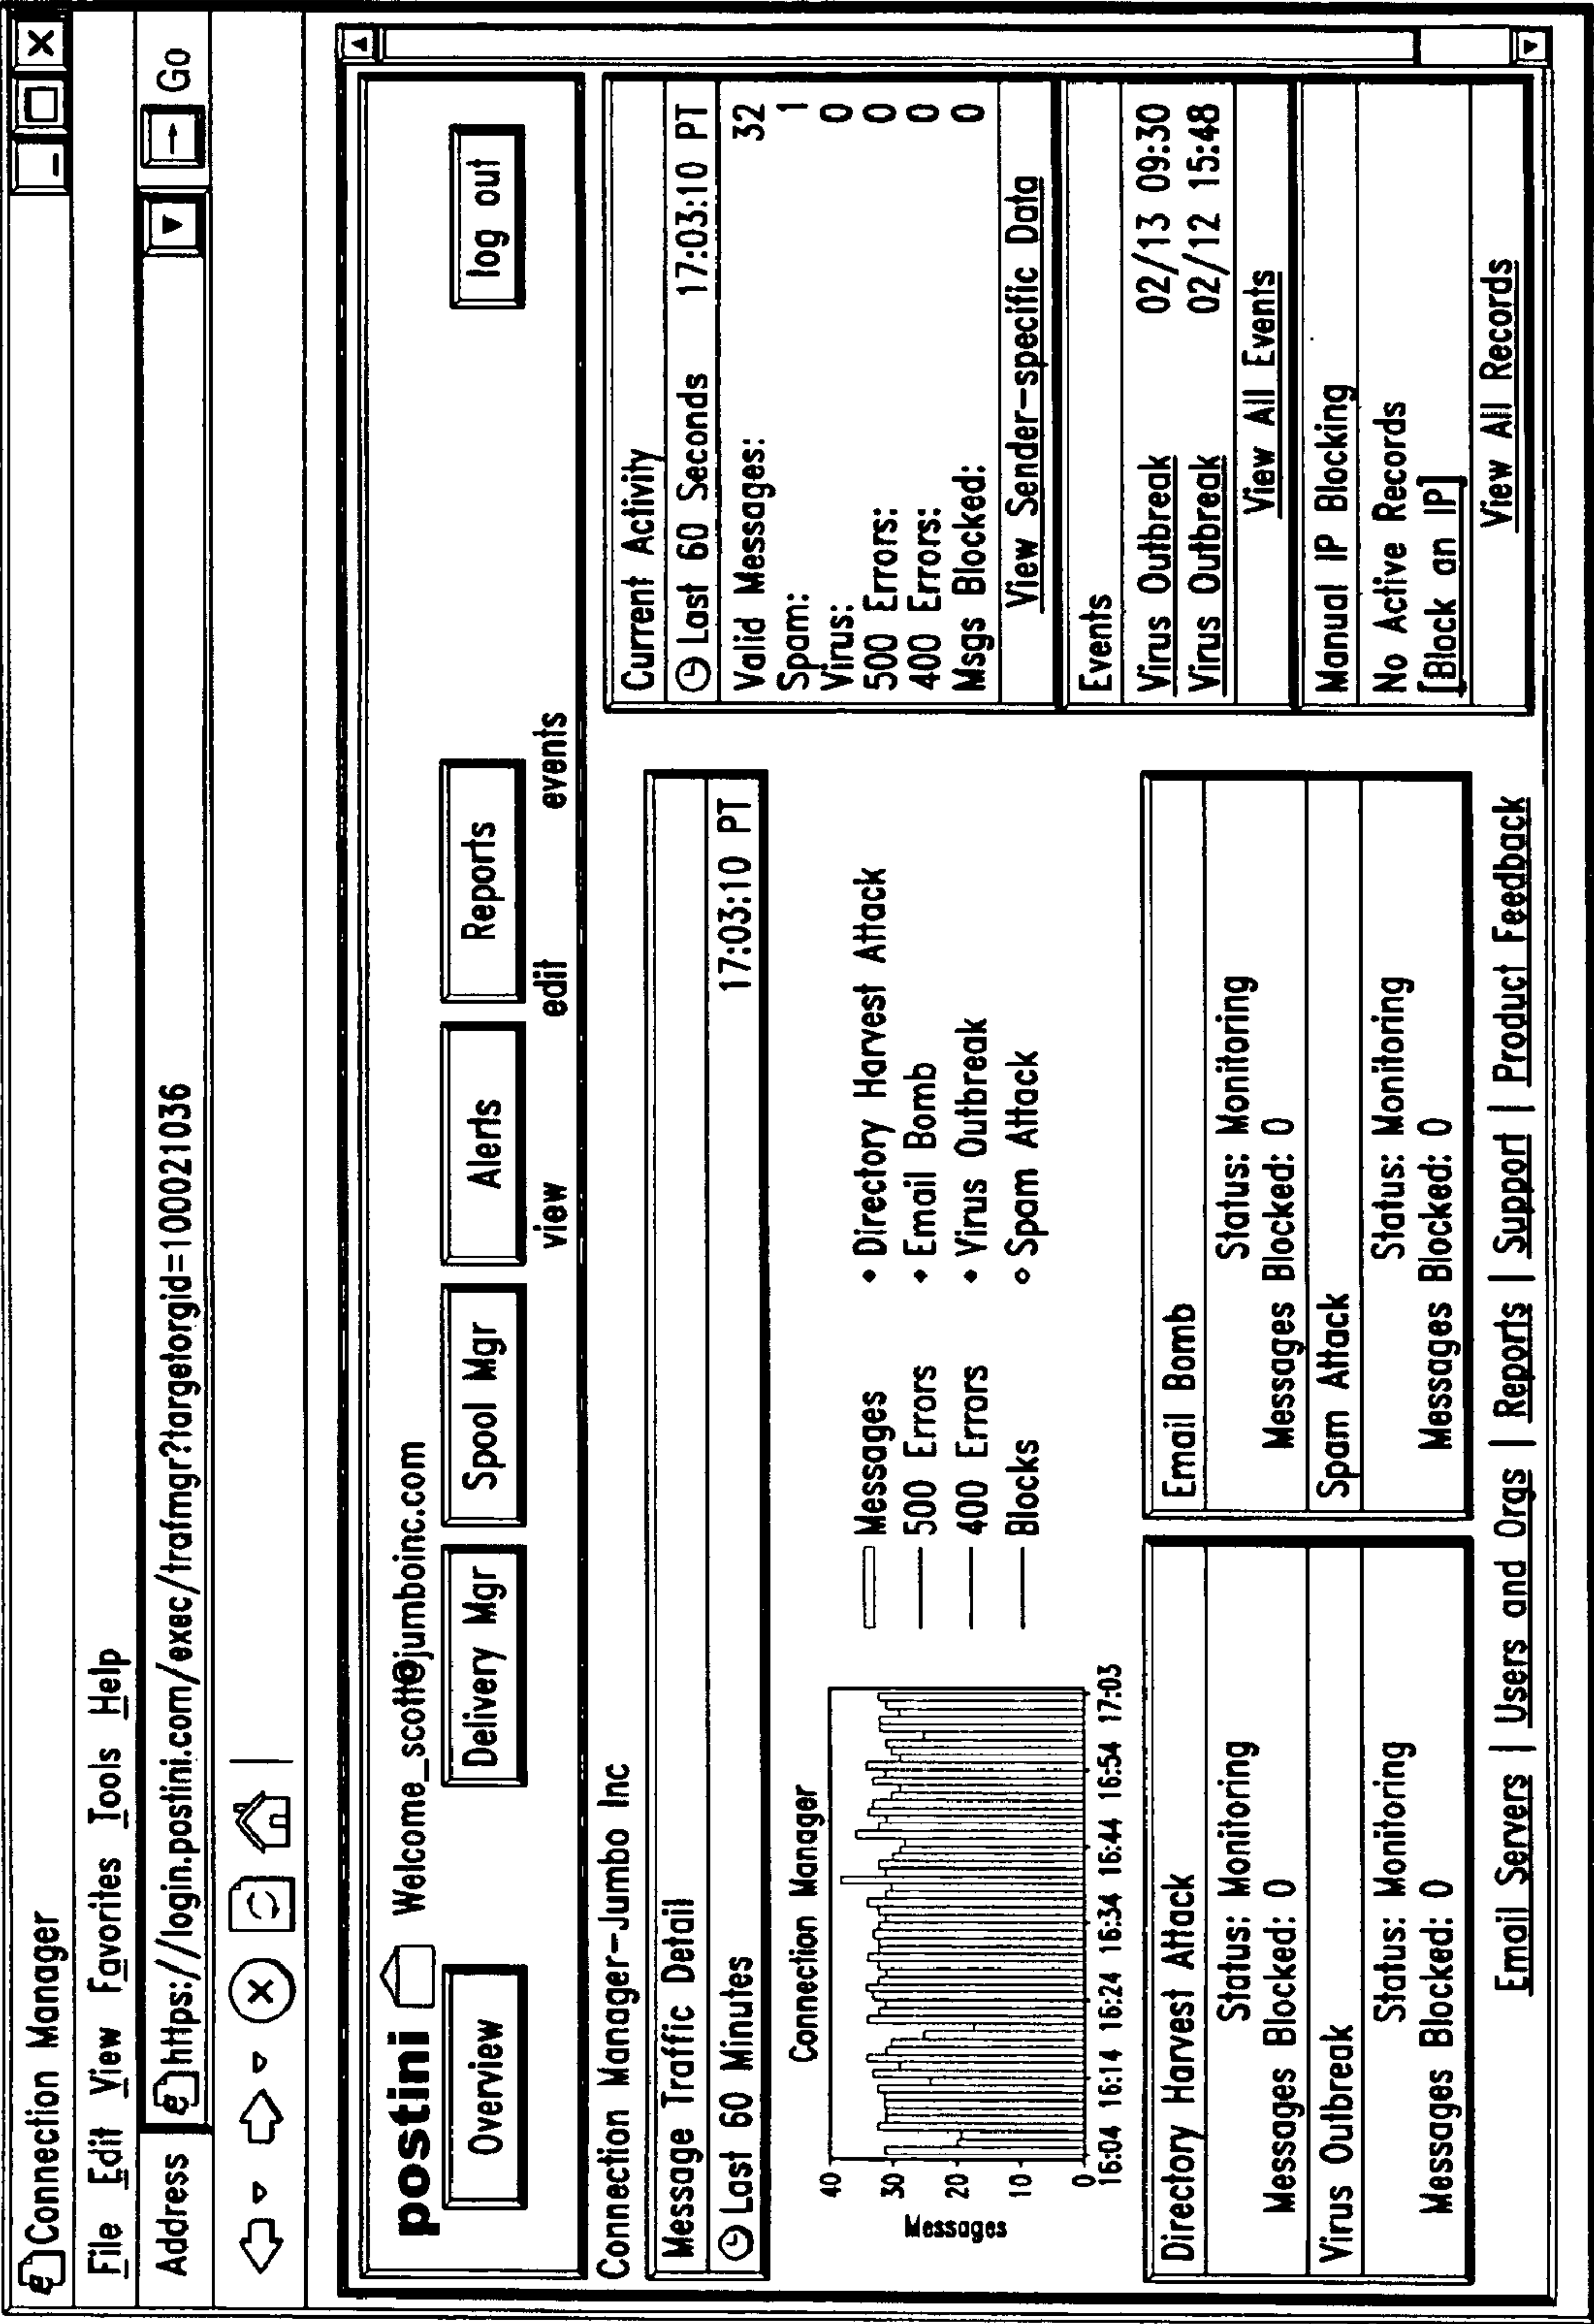 Connection Manager
File Edit View Favorites Tools Help
Address https://login.postini.com/exec/trafmgr?targetorgid=100021036 Go
postini Welcome_scott@jumboinc.com
Overview Delivery Mgr Spool Mgr Alerts Reports log out
view edit events
Connection Manager-Jumbo Inc
Message Traffic Detail
Last 60 Minutes 17:03:10 PT
Connection Manager
Messages
40
30
20
10
0
16:04 16:14 16:24 16:34 16:44 16:54 17:03
Messages
500 Errors
400 Errors
Blocks
• Directory Harvest Attack
• Email Bomb
• Virus Outbreak
◦ Spam Attack
Directory Harvest Attack
Status: Monitoring
Messages Blocked: 0
Virus Outbreak
Status: Monitoring
Messages Blocked: 0
Email Bomb
Status: Monitoring
Messages Blocked: 0
Spam Attack
Status: Monitoring
Messages Blocked: 0
Current Activity
Last 60 Seconds 17:03:10 PT
Valid Messages: 32
Spam: 1
Virus: 0
500 Errors: 0
400 Errors: 0
Msgs Blocked: 0
View Sender-specific Data
Events
Virus Outbreak 02/13 09:30
Virus Outbreak 02/12 15:48
View All Events
Manual IP Blocking
No Active Records
[Block an IP]
View All Records
Email Servers | Users and Orgs | Reports | Support | Product Feedback